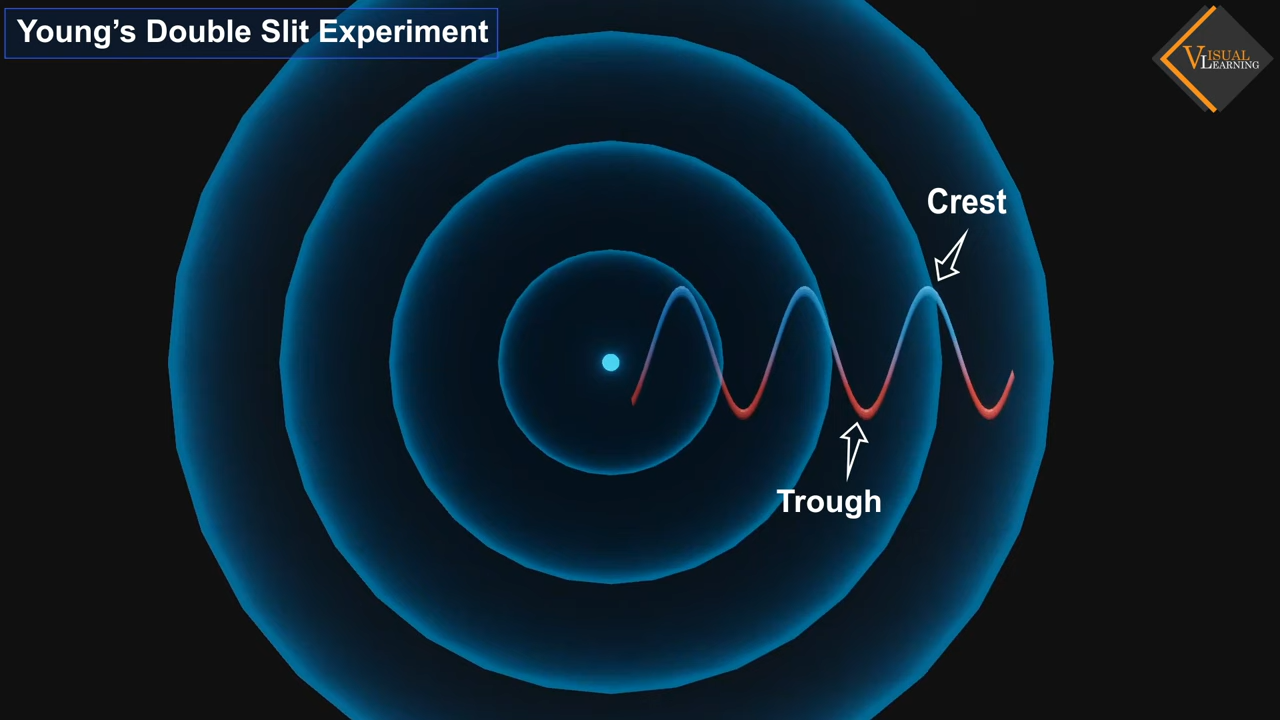 Young’s Double Slit Experiment
VISUAL
LEARNING
Crest
Trough